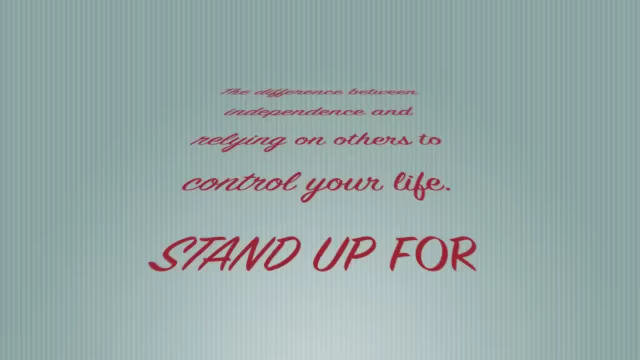 The difference between
independence and
relying on others to
control your life.
STAND UP FOR